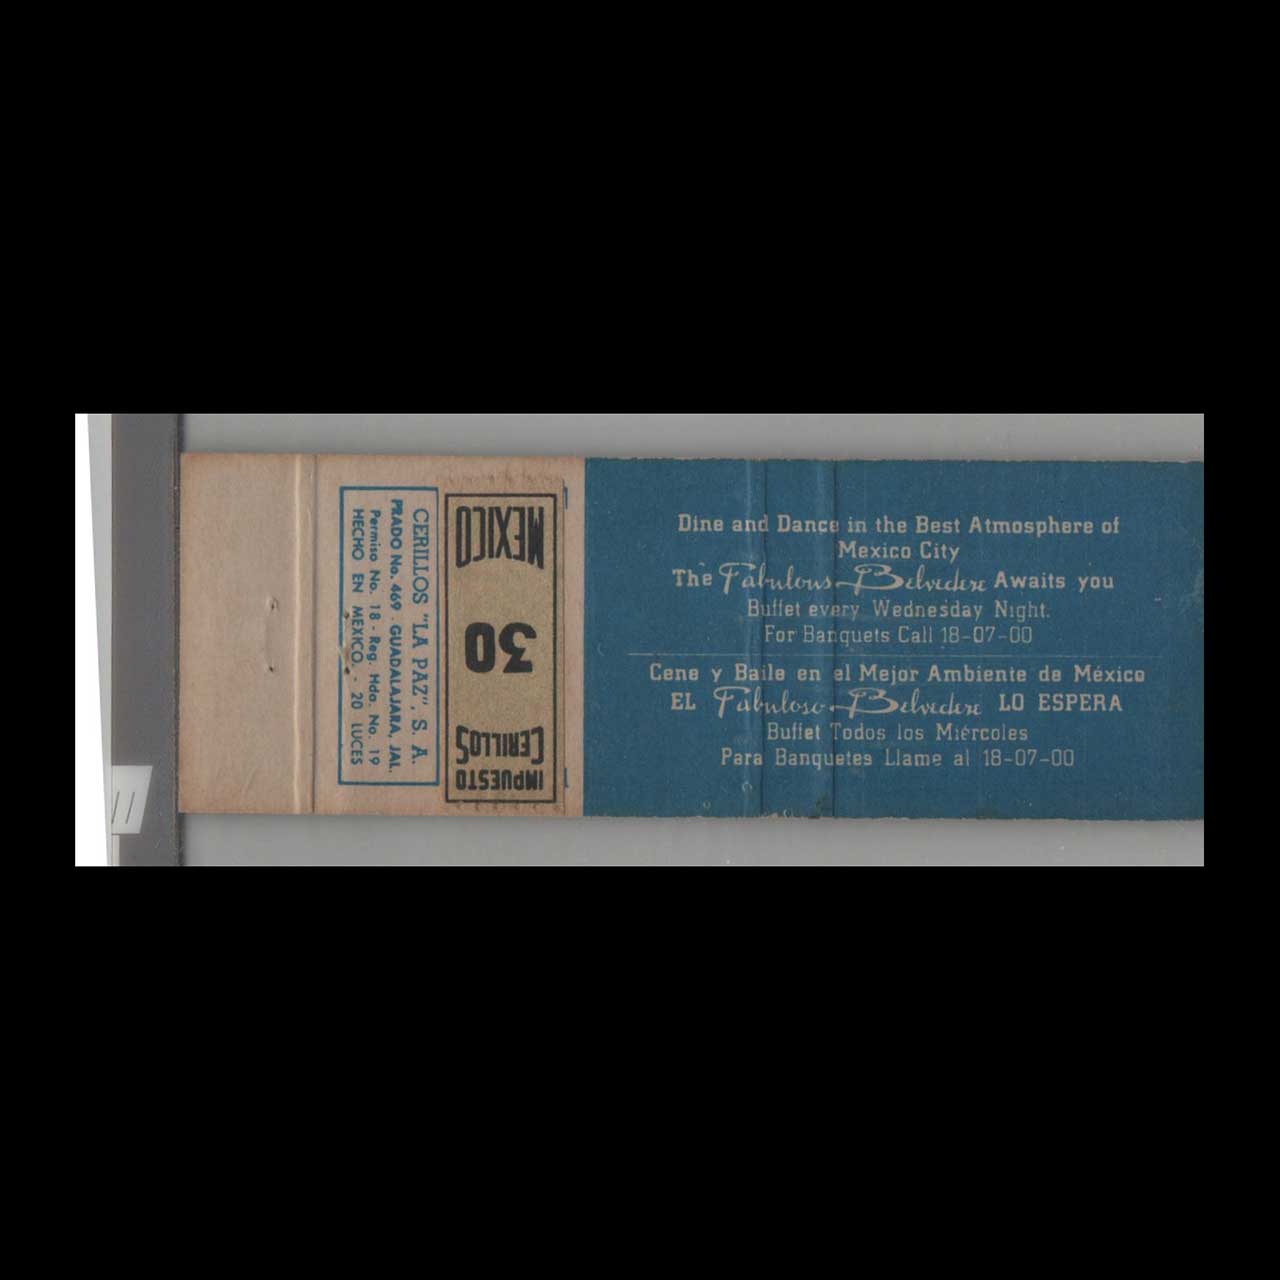 CERILLOS "LA PAZ", S. A.
PRADO No. 469 - GUADALAJARA, JAL.
Permiso No. 18 - Reg. Hda. No. 19
HECHO EN MEXICO. - 20 LUCES
IMPUESTO
CERILLOS
30
MEXICO
Dine and Dance in the Best Atmosphere of
Mexico City
The Fabulous Belvedere Awaits you
Buffet every Wednesday Night.
For Banquets Call 18-07-00
Cene y Baile en el Mejor Ambiente de México
EL Fabuloso Belvedere LO ESPERA
Buffet Todos los Miércoles
Para Banquetes Llame al 18-07-00